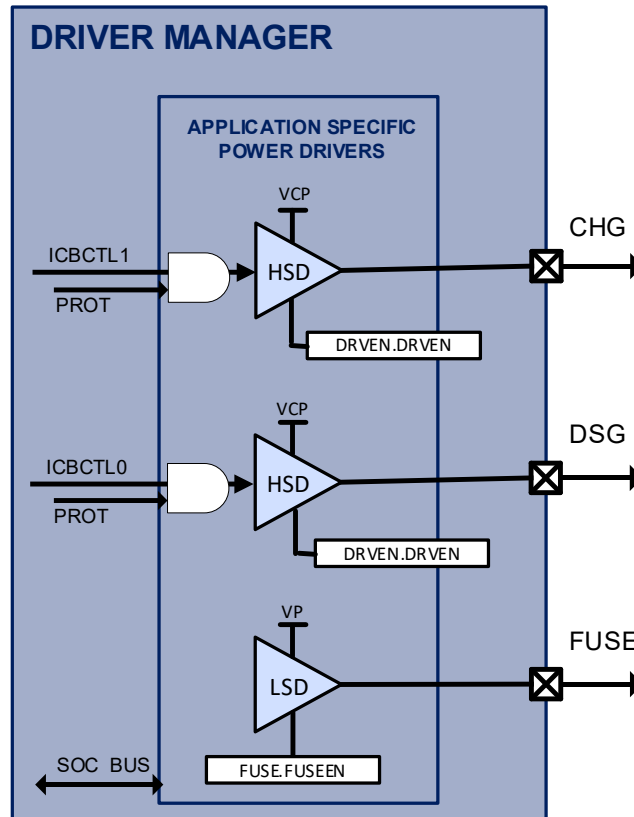 DRIVER MANAGER
APPLICATION SPECIFIC
POWER DRIVERS
VCP
CHG
ICBCTL1
HSD
PROT
DRVEN.DRVEN
VCP
DSG
ICBCTL0
HSD
PROT
DRVEN.DRVEN
VP
FUSE
LSD
SOC BUS
FUSE.FUSEEN